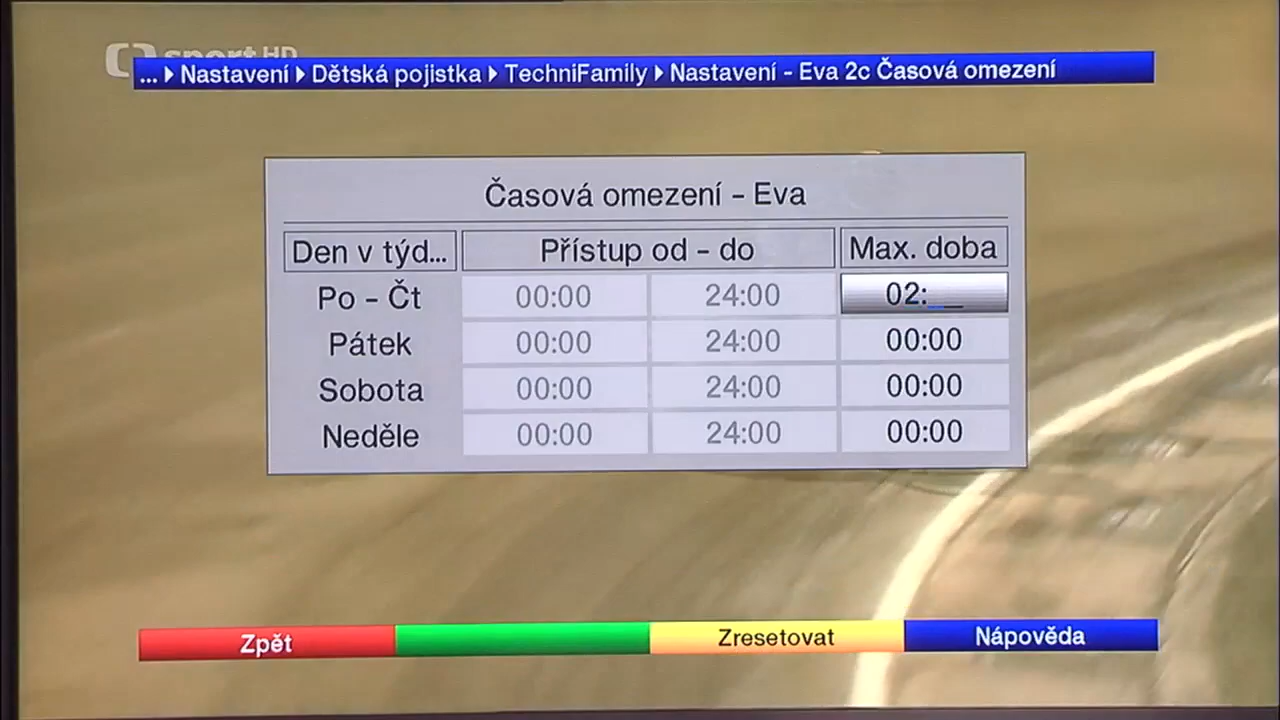 sport HD
... Nastavení Dětská pojistka TechniFamily Nastavení - Eva 2c Časová omezení
Časová omezení - Eva
Den v týd... Přístup od - do Max. doba
Po - Čt 00:00 24:00 02:__
Pátek 00:00 24:00 00:00
Sobota 00:00 24:00 00:00
Neděle 00:00 24:00 00:00
Zpět Zresetovat Nápověda